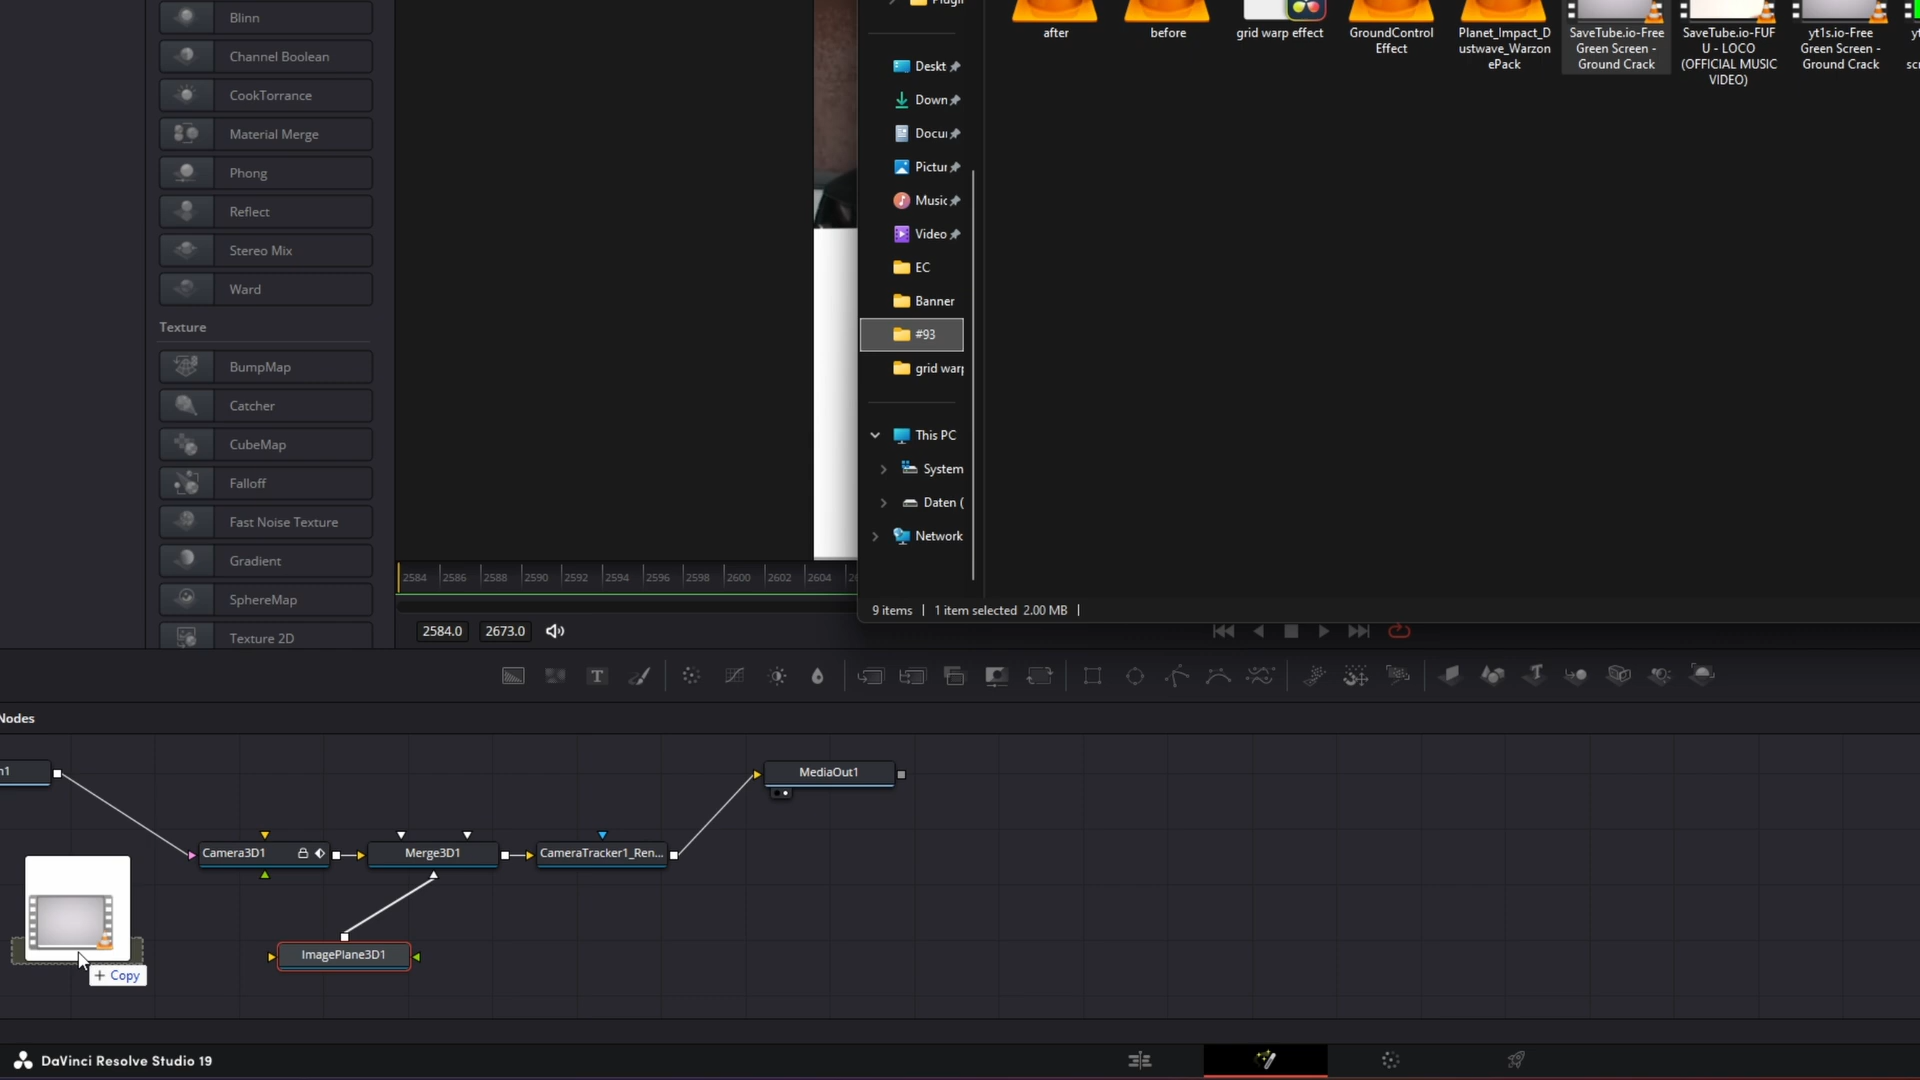 Blinn
Channel Boolean
CookTorrance
Material Merge
Phong
Reflect
Stereo Mix
Ward
Texture
BumpMap
Catcher
CubeMap
Falloff
Fast Noise Texture
Gradient
SphereMap
Texture 2D
after
before
grid warp effect
GroundControl
Effect
Planet_Impact_D
ustwave_Warzon
ePack
SaveTube.io-Free
Green Screen -
Ground Crack
SaveTube.io-FUF
U - LOCO
(OFFICIAL MUSIC
VIDEO)
yt1s.io-Free
Green Screen -
Ground Crack
Deskt
Down
Docu
Pictu
Music
Video
EC
Banner
#93
grid warp
This PC
System
Daten (
Network
9 items | 1 item selected 2.00 MB |
2584 2586 2588 2590 2592 2594 2596 2598 2600 2602 2604
2584.0 2673.0
Nodes
n1
MediaOut1
Camera3D1
Merge3D1
CameraTracker1_Ren...
ImagePlane3D1
+ Copy
DaVinci Resolve Studio 19